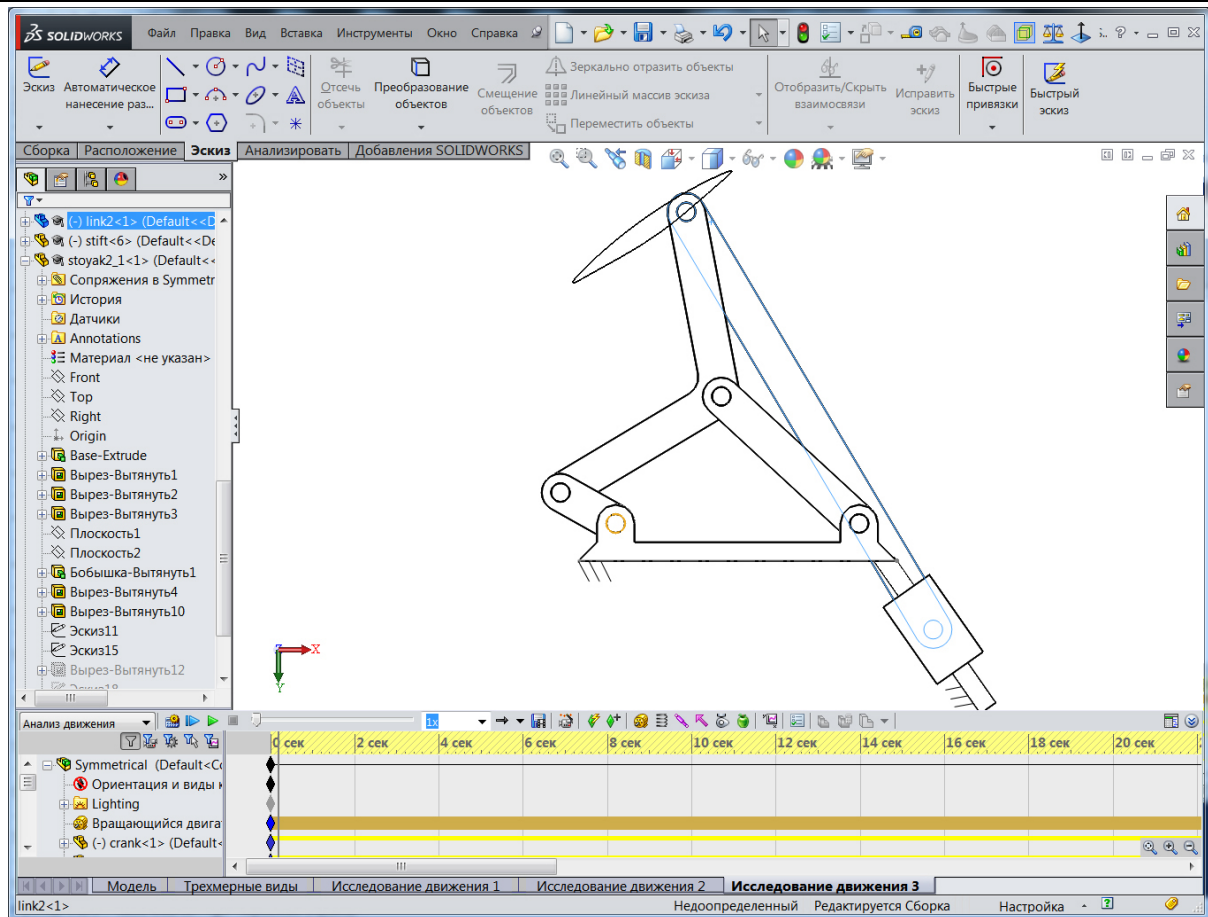 SOLIDWORKS Файл Правка Вид Вставка Инструменты Окно Справка
Эскиз Автоматическое нанесение раз...
Отсечь объекты
Преобразование объектов
Смещение объектов
Зеркально отразить объекты
Линейный массив эскиза
Переместить объекты
Отобразить/Скрыть взаимосвязи
Исправить эскиз
Быстрые привязки
Быстрый эскиз
Сборка Расположение Эскиз Анализировать Добавления SOLIDWORKS
(-) link2<1> (Default<<D
(-) stift<6> (Default<<De
stoyak2_1<1> (Default<<
Сопряжения в Symmetr
История
Датчики
Annotations
Материал <не указан>
Front
Top
Right
Origin
Base-Extrude
Вырез-Вытянуть1
Вырез-Вытянуть2
Вырез-Вытянуть3
Плоскость1
Плоскость2
Бобышка-Вытянуть1
Вырез-Вытянуть4
Вырез-Вытянуть10
Эскиз11
Эскиз15
Вырез-Вытянуть12
X
Y
Анализ движения 1x
0 сек 2 сек 4 сек 6 сек 8 сек 10 сек 12 сек 14 сек 16 сек 18 сек 20 сек
Symmetrical (Default<Co
Ориентация и виды
Lighting
Вращающийся двига
(-) crank<1> (Default<
Модель Трехмерные виды Исследование движения 1 Исследование движения 2 Исследование движения 3
link2<1> Недоопределенный Редактируется Сборка Настройка